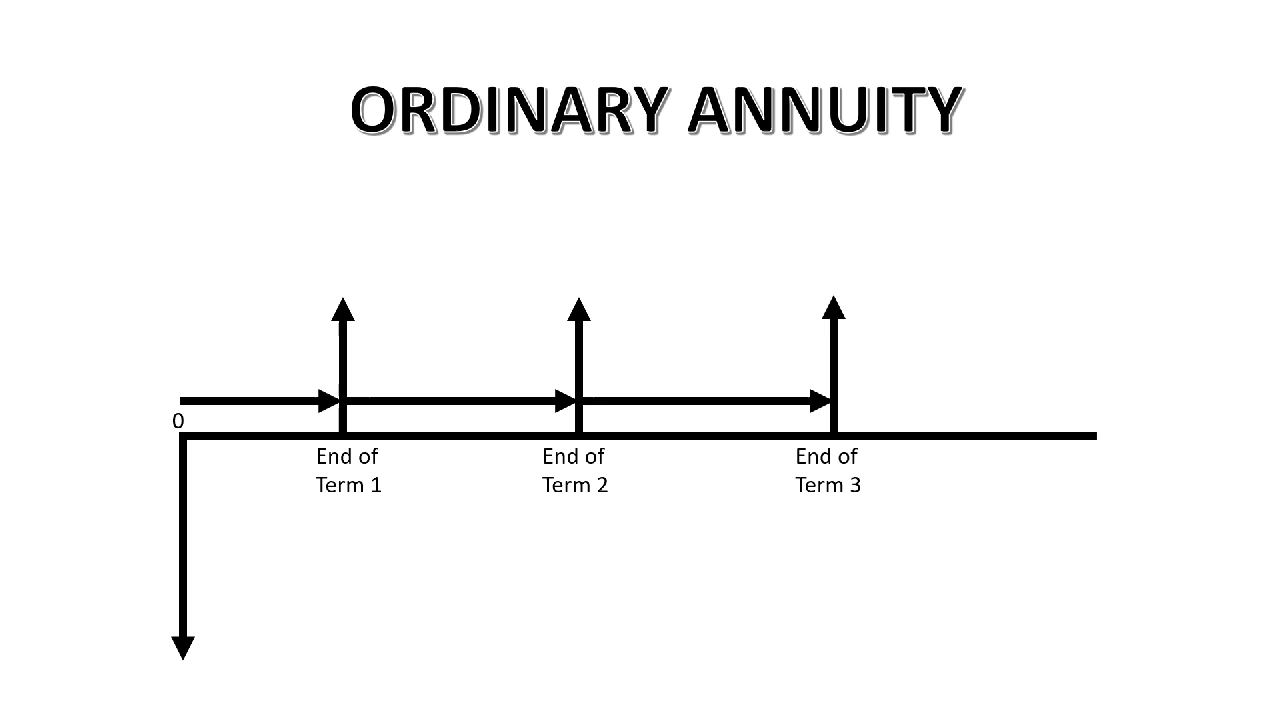 ORDINARY ANNUITY
0
End of
Term 1
End of
Term 2
End of
Term 3